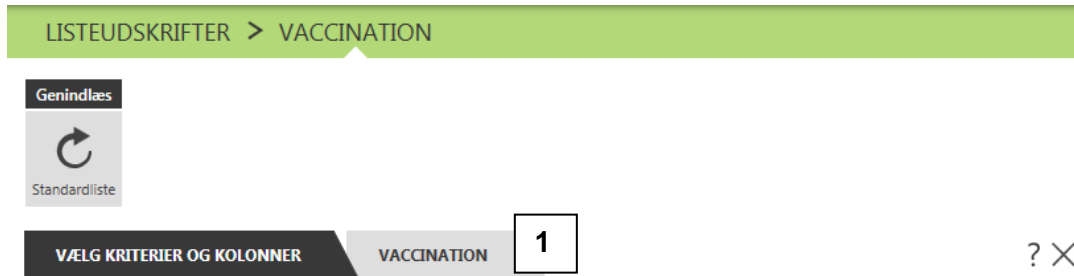 LISTEUDSKRIFTER > VACCINATION
Genindlæs
Standardliste
VÆLG KRITERIER OG KOLONNER VACCINATION 1 ?